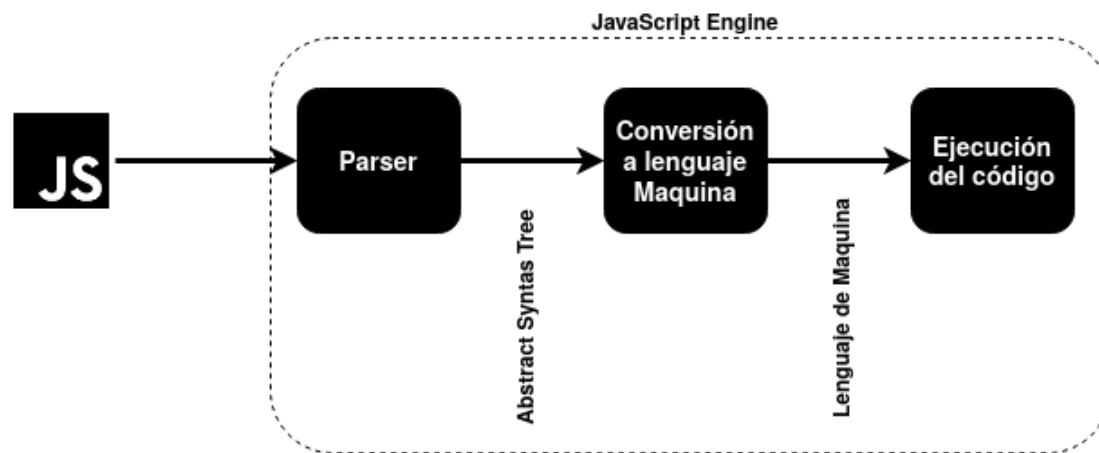 JavaScript Engine
JS
Parser
Abstract Syntas Tree
Conversión
a lenguaje
Maquina
Lenguaje de Maquina
Ejecución
del código